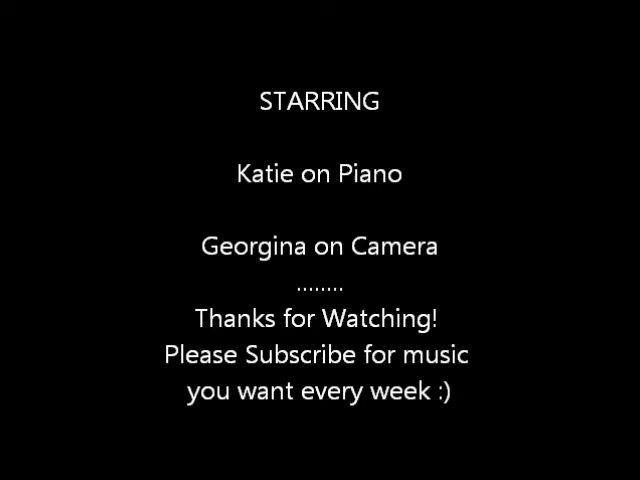 STARRING
Katie on Piano
Georgina on Camera
........
Thanks for Watching!
Please Subscribe for music
you want every week :)